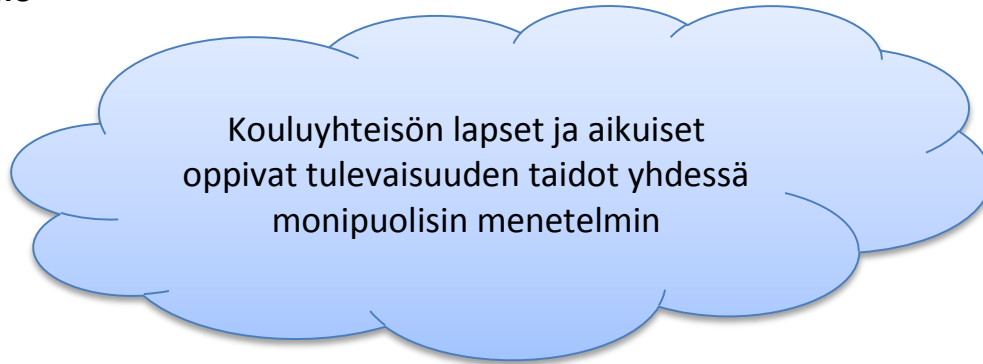 Kouluyhteisön lapset ja aikuiset
oppivat tulevaisuuden taidot yhdessä
monipuolisin menetelmin